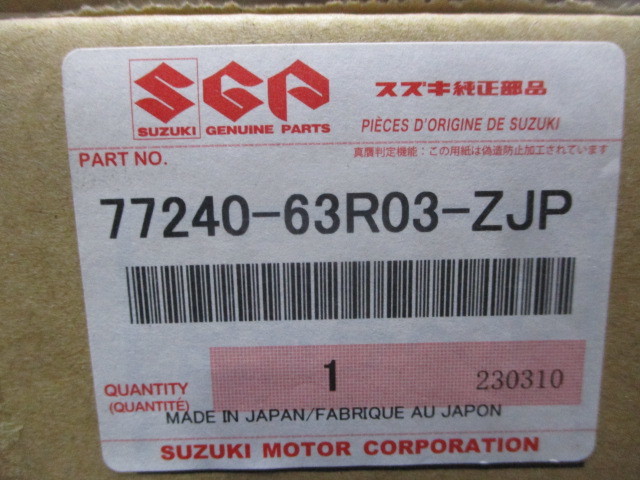 SGP スズキ純正部品
SUZUKI GENUINE PARTS PIÈCES D'ORIGINE DE SUZUKI
PART NO. 真贋判定機能：この用紙は偽造防止加工されています
77240-63R03-ZJP
QUANTITY 1 230310
(QUANTITÉ)
MADE IN JAPAN/FABRIQUE AU JAPON
SUZUKI MOTOR CORPORATION